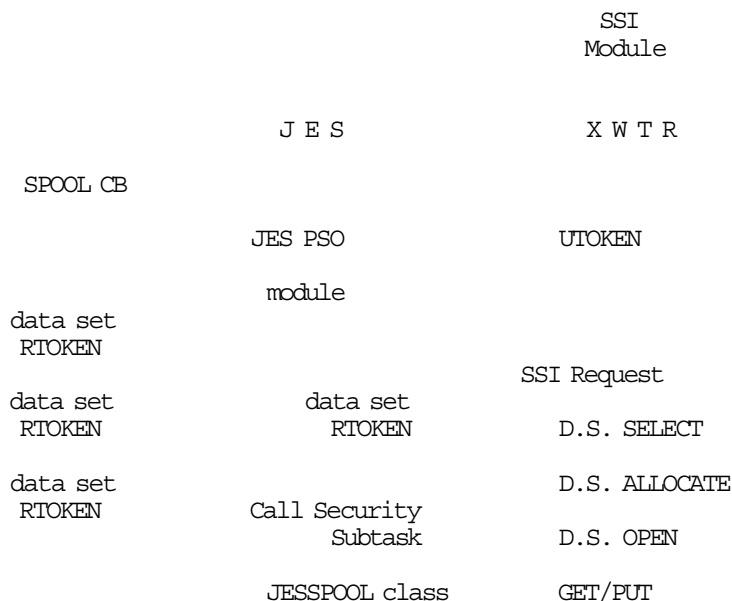 SSI
Module
J E S
X W T R
SPOOL CB
JES PSO
UTOKEN
module
data set
RTOKEN
SSI Request
data set
RTOKEN
data set
RTOKEN
D.S. SELECT
data set
RTOKEN
D.S. ALLOCATE
Call Security
Subtask
D.S. OPEN
JESSPOOL class
GET/PUT